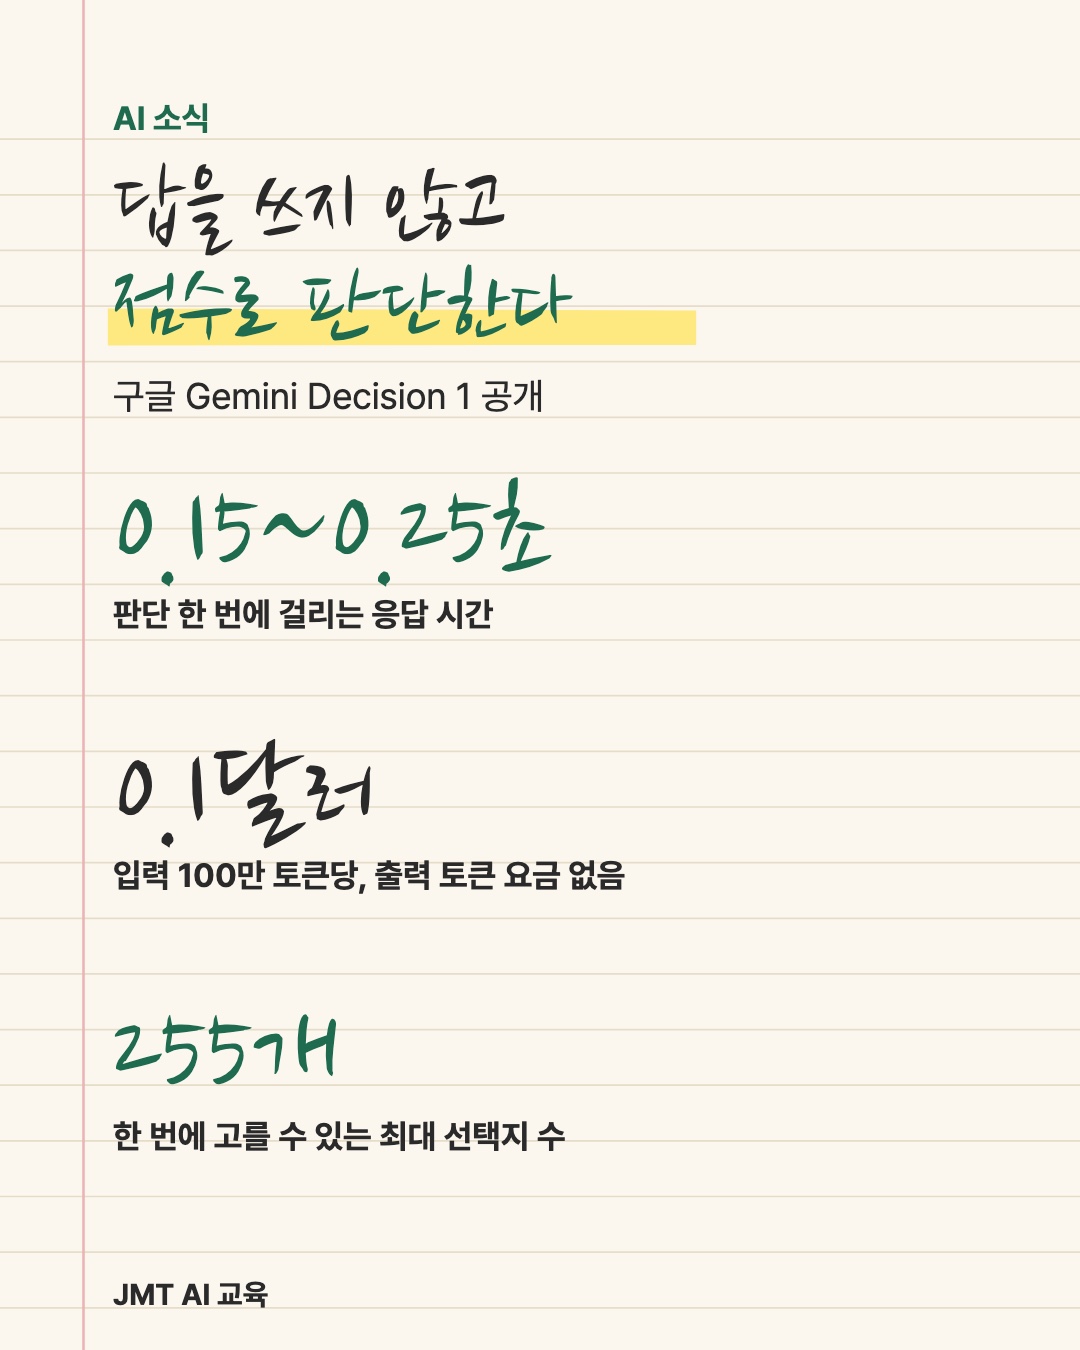 AI 소식
답을 쓰지 않고
점수로 판단한다
구글 Gemini Decision 1 공개
0.15~0.25초
판단 한 번에 걸리는 응답 시간
0.1달러
입력 100만 토큰당, 출력 토큰 요금 없음
255개
한 번에 고를 수 있는 최대 선택지 수
JMT AI 교육